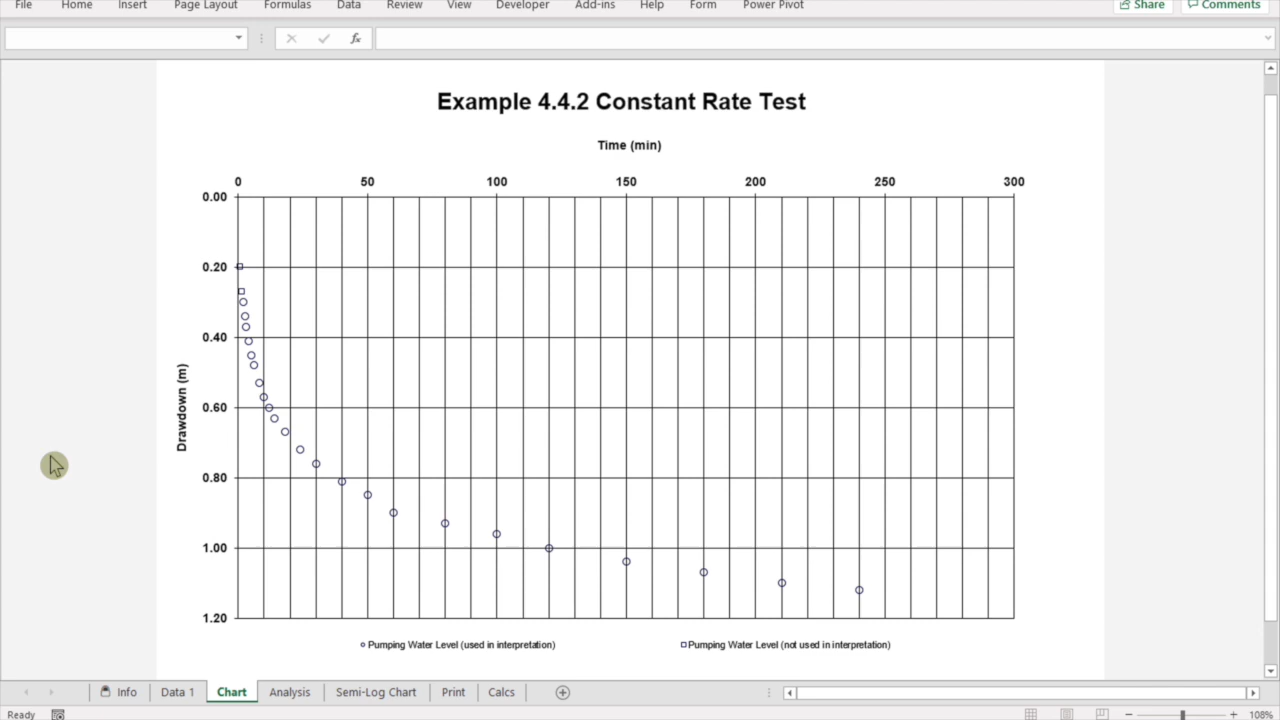 File Home Insert Page Layout Formulas Data Review View Developer Add-ins Help Form Power Pivot Share Comments
fx
Example 4.4.2 Constant Rate Test
Time (min)
0 50 100 150 200 250 300
0.00
0.20
0.40
0.60
0.80
1.00
1.20
Drawdown (m)
Pumping Water Level (used in interpretation) Pumping Water Level (not used in interpretation)
Info Data 1 Chart Analysis Semi-Log Chart Print Calcs
Ready 108%